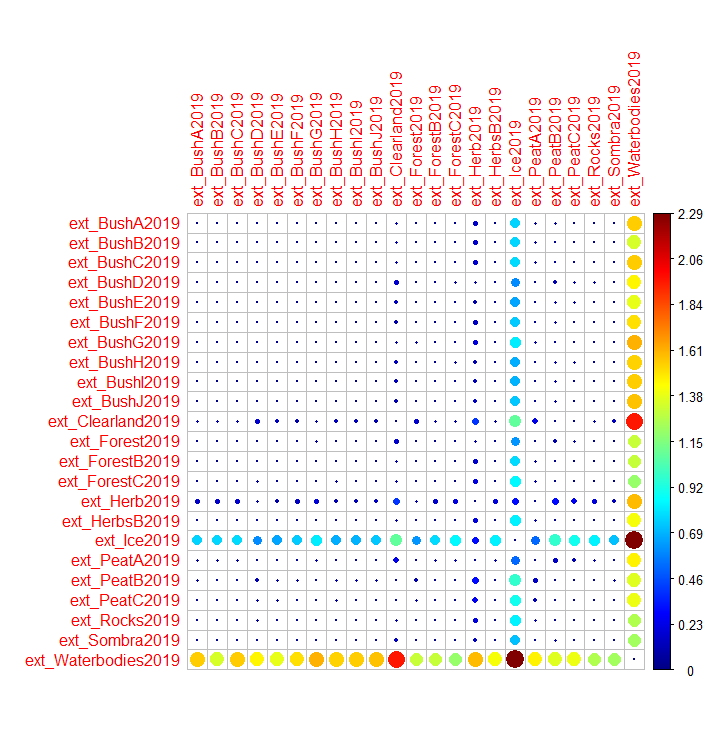 ext_BushA2019
ext_BushB2019
ext_BushC2019
ext_BushD2019
ext_BushE2019
ext_BushF2019
ext_BushG2019
ext_BushH2019
ext_BushI2019
ext_BushJ2019
ext_Clearland2019
ext_Forest2019
ext_ForestB2019
ext_ForestC2019
ext_Herb2019
ext_HerbsB2019
ext_Ice2019
ext_PeatA2019
ext_PeatB2019
ext_PeatC2019
ext_Rocks2019
ext_Sombra2019
ext_Waterbodies2019
ext_BushA2019
ext_BushB2019
ext_BushC2019
ext_BushD2019
ext_BushE2019
ext_BushF2019
ext_BushG2019
ext_BushH2019
ext_BushI2019
ext_BushJ2019
ext_Clearland2019
ext_Forest2019
ext_ForestB2019
ext_ForestC2019
ext_Herb2019
ext_HerbsB2019
ext_Ice2019
ext_PeatA2019
ext_PeatB2019
ext_PeatC2019
ext_Rocks2019
ext_Sombra2019
ext_Waterbodies2019
2.29
2.06
1.84
1.61
1.38
1.15
0.92
0.69
0.46
0.23
0